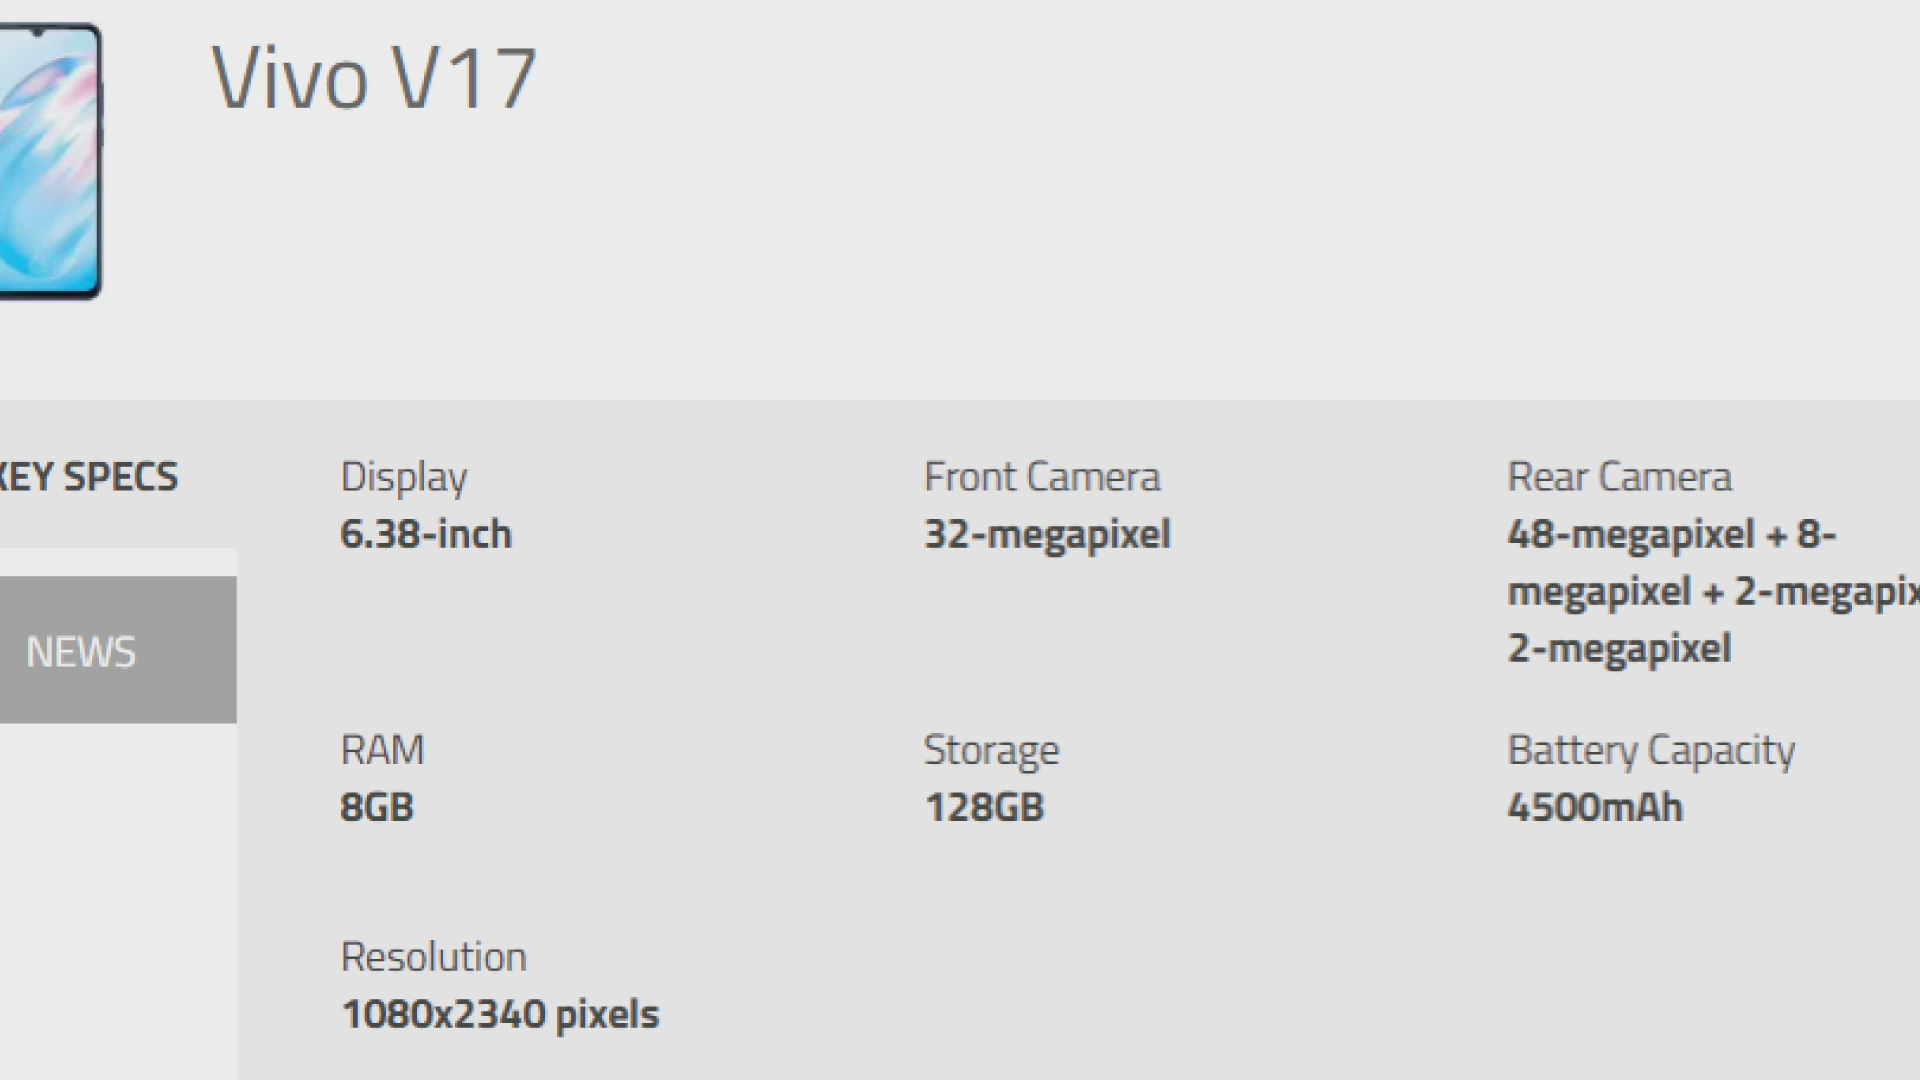 Vivo V17
KEY SPECS
Display
6.38-inch
Front Camera
32-megapixel
Rear Camera
48-megapixel + 8-
megapixel + 2-megapix
2-megapixel
NEWS
RAM
8GB
Storage
128GB
Battery Capacity
4500mAh
Resolution
1080x2340 pixels